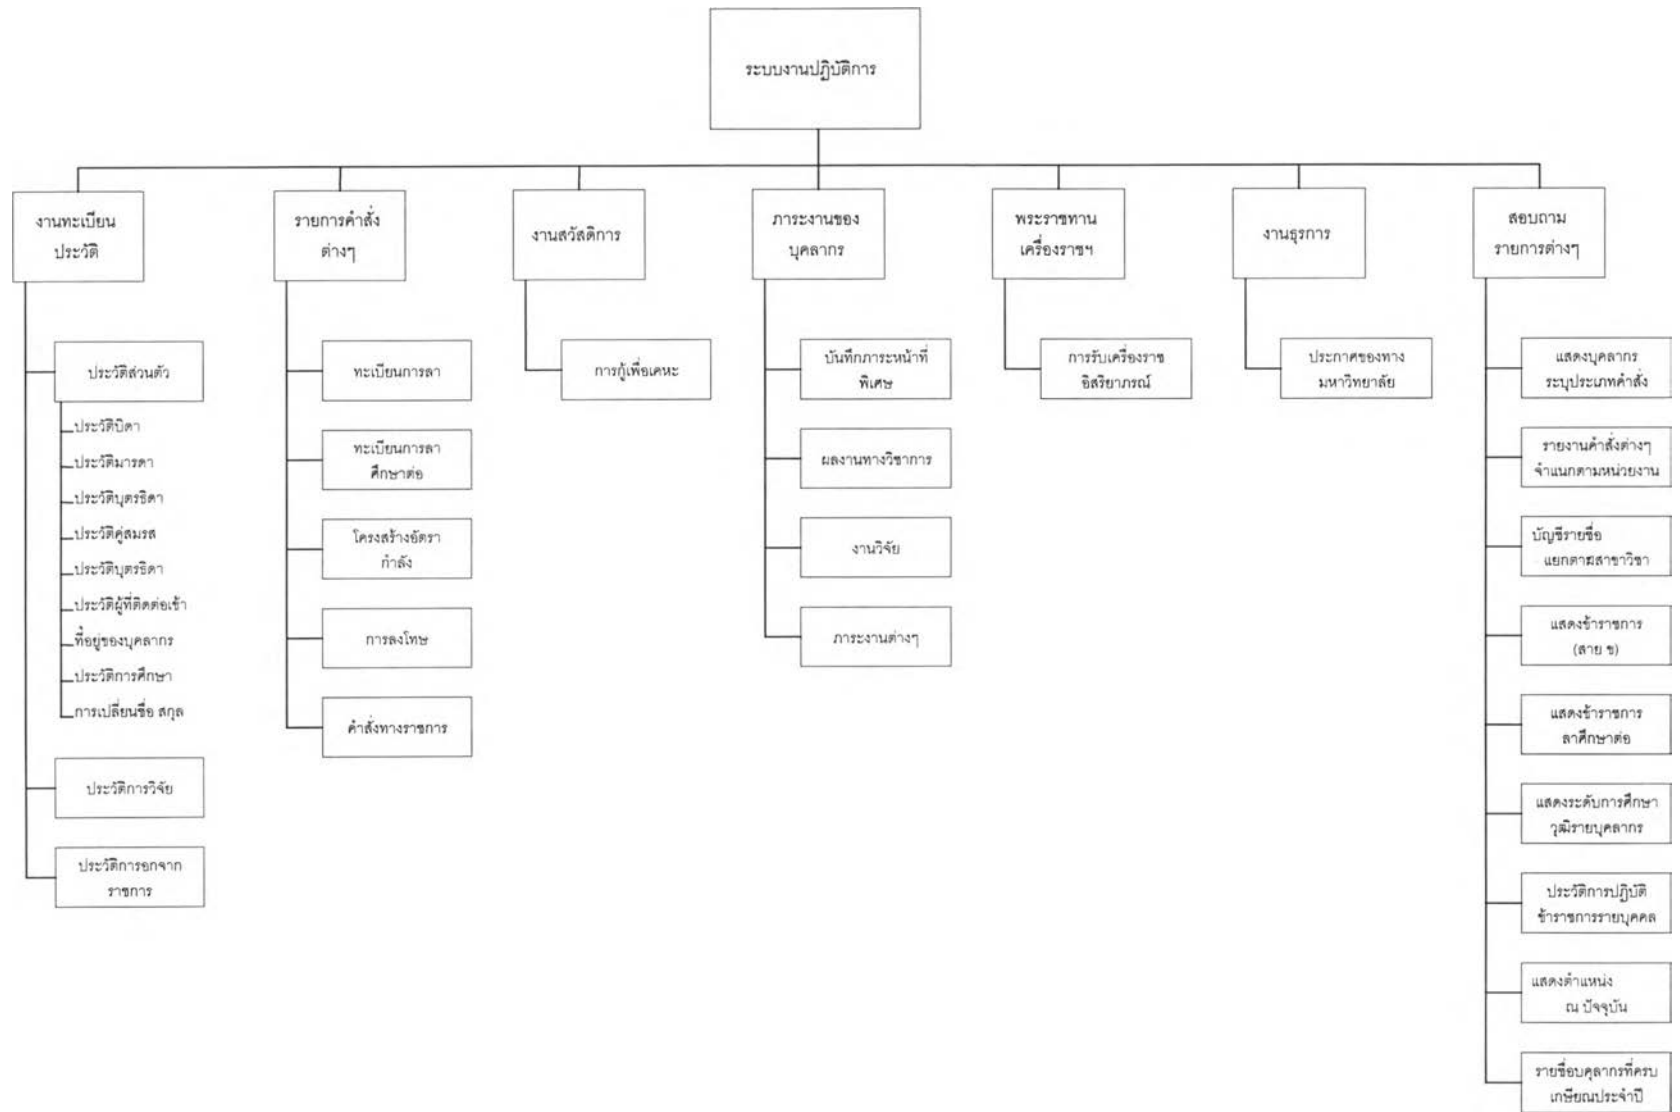 ระบบงานปฏิบัติการ
งานทะเบียน
ประวัติ
ประวัติส่วนตัว
ประวัติบิดา
ประวัติมารดา
ประวัติบุตรธิดา
ประวัติคู่สมรส
ประวัติบุตรธิดา
ประวัติผู้ที่ติดต่อเข้า
ที่อยู่ของบุคลากร
ประวัติการศึกษา
การเปลี่ยนชื่อ สกุล
ประวัติการวิจัย
ประวัติการอกจาก
ราชการ
รายการคำสั่ง
ต่างๆ
ทะเบียนการลา
ทะเบียนการลา
ศึกษาต่อ
โครงสร้างอัตรา
กำลัง
การลงโทษ
คำสั่งทางราชการ
งานสวัสดิการ
การกู้เพื่อเคหะ
ภาระงานของ
บุคลากร
บันทึกภาระหน้าที่
พิเศษ
ผลงานทางวิชาการ
งานวิจัย
ภาระงานต่างๆ
พระราชทาน
เครื่องราชฯ
การรับเครื่องราช
อิสริยาภรณ์
งานธุรการ
ประกาศของทาง
มหาวิทยาลัย
สอบถาม
รายการต่างๆ
แสดงบุคลากร
ระบุประเภทคำสั่ง
รายงานคำสั่งต่างๆ
จำแนกตามหน่วยงาน
บัญชีรายชื่อ
แยกตามสาขาวิชา
แสดงข้าราชการ
(สาย ข)
แสดงข้าราชการ
ลาศึกษาต่อ
แสดงระดับการศึกษา
วุฒิรายบุคลากร
ประวัติการปฏิบัติ
ข้าราชการรายบุคคล
แสดงตำแหน่ง
ณ ปัจจุบัน
รายชื่อบคุลากรที่ครบ
เกษียณประจำปี